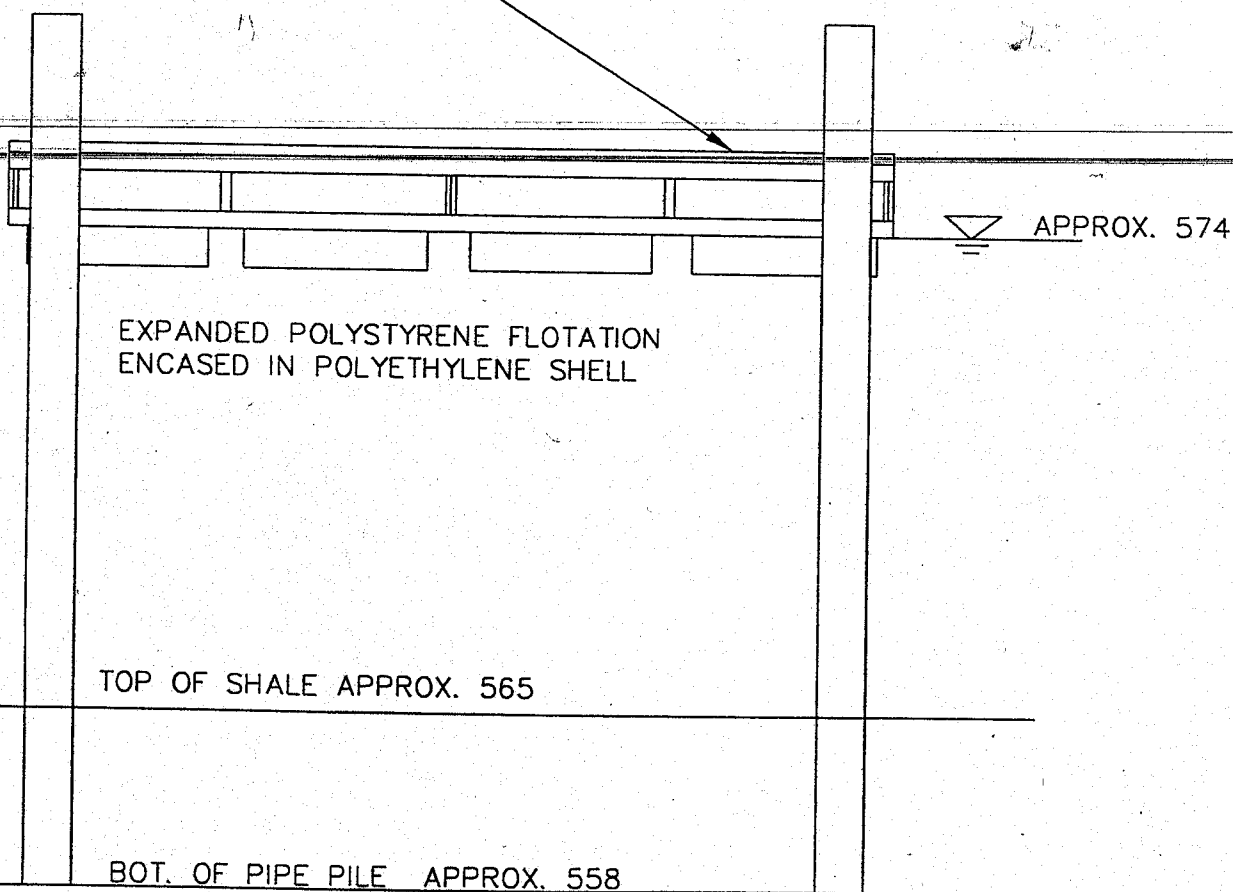 APPROX. 574
EXPANDED POLYSTYRENE FLOTATION
ENCASED IN POLYETHYLENE SHELL
TOP OF SHALE APPROX. 565
BOT. OF PIPE PILE APPROX. 558